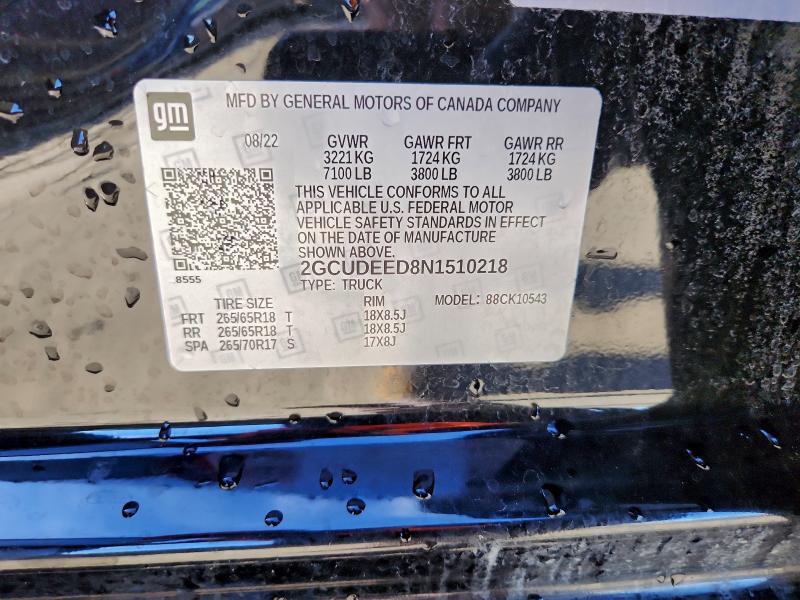 gm
MFD BY GENERAL MOTORS OF CANADA COMPANY
08/22 GVWR GAWR FRT GAWR RR
3221 KG 1724 KG 1724 KG
7100 LB 3800 LB 3800 LB
THIS VEHICLE CONFORMS TO ALL
APPLICABLE U.S. FEDERAL MOTOR
VEHICLE SAFETY STANDARDS IN EFFECT
ON THE DATE OF MANUFACTURE
SHOWN ABOVE.
2GCUDEED8N1510218
8555
TYPE: TRUCK
TIRE SIZE RIM MODEL: 88CK10543
FRT 265/65R18 T 18X8.5J
RR 265/65R18 T 18X8.5J
SPA 265/70R17 S 17X8J